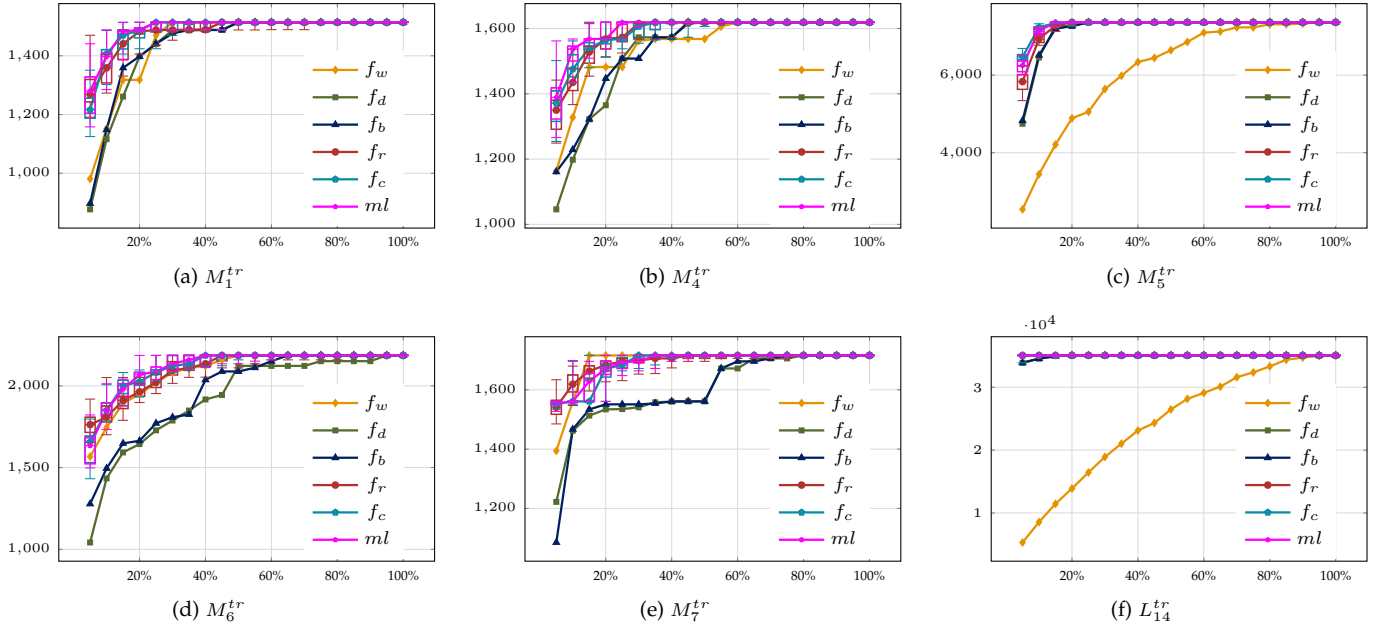 1,400
1,200
1,000
20% 40% 60% 80% 100%
f_w
f_d
f_b
f_r
f_c
ml
(a) M_1^{tr}
1,600
1,400
1,200
1,000
20% 40% 60% 80% 100%
f_w
f_d
f_b
f_r
f_c
ml
(b) M_4^{tr}
6,000
4,000
20% 40% 60% 80% 100%
f_w
f_d
f_b
f_r
f_c
ml
(c) M_5^{tr}
2,000
1,500
1,000
20% 40% 60% 80% 100%
f_w
f_d
f_b
f_r
f_c
ml
(d) M_6^{tr}
1,600
1,400
1,200
20% 40% 60% 80% 100%
f_w
f_d
f_b
f_r
f_c
ml
(e) M_7^{tr}
·10^4
3
2
1
20% 40% 60% 80% 100%
f_w
f_d
f_b
f_r
f_c
ml
(f) L_{14}^{tr}